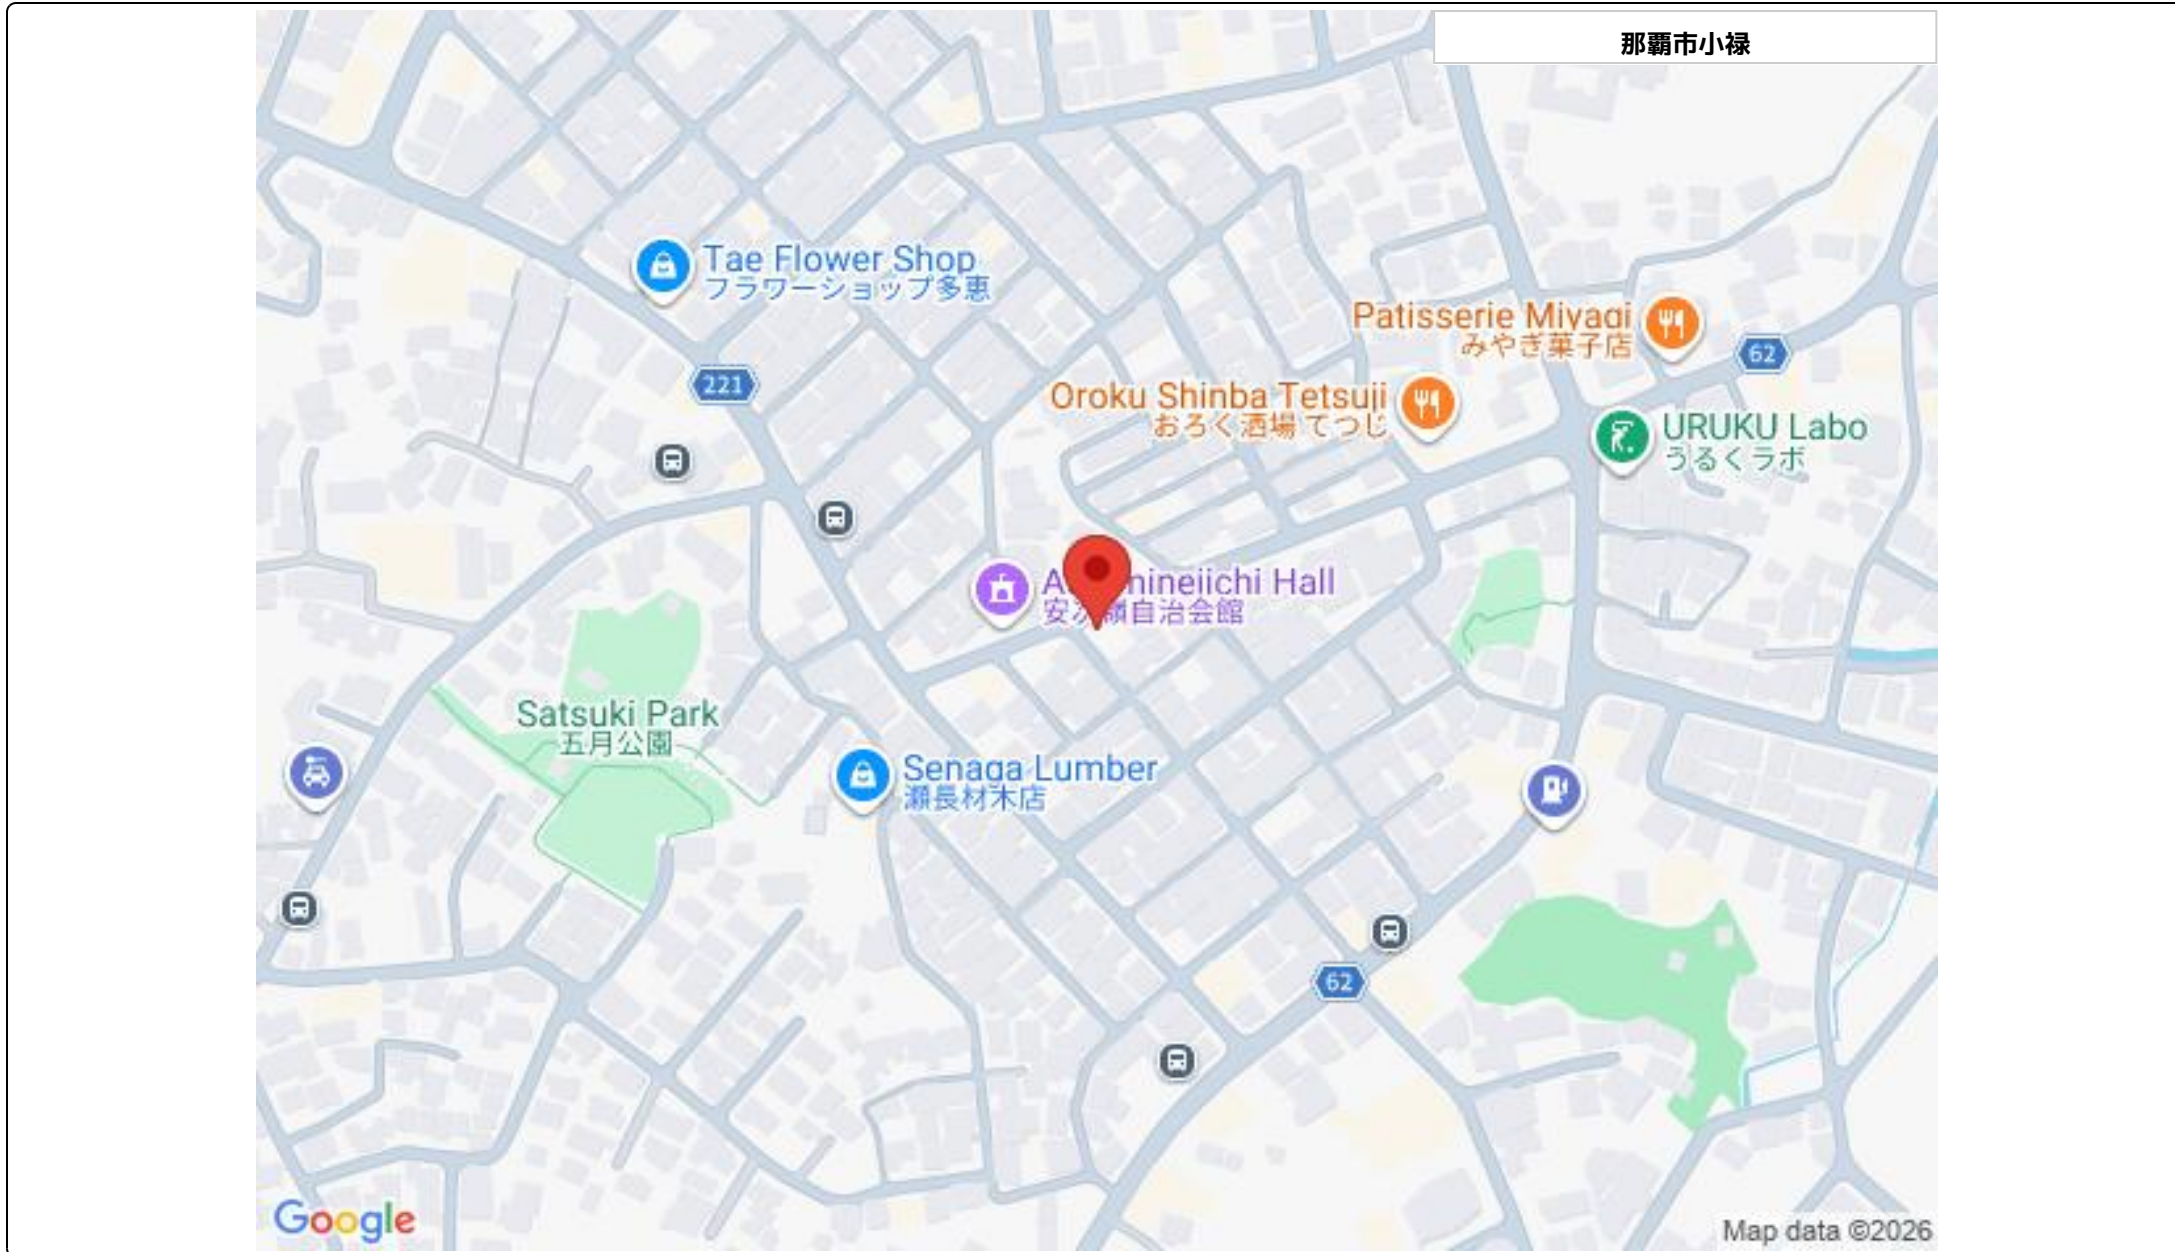 那覇市小禄
Tae Flower Shop
フラワーショップ多恵
Patisserie Miyagi
みやぎ菓子店
62
221
Oroku Shinba Tetsuji
おろく酒場 てつじ
URUKU Labo
うるくラボ
Hall
自治会館
Satsuki Park
五月公園
Senaga Lumber
瀬長材木店
62
Google
Map data ©2026